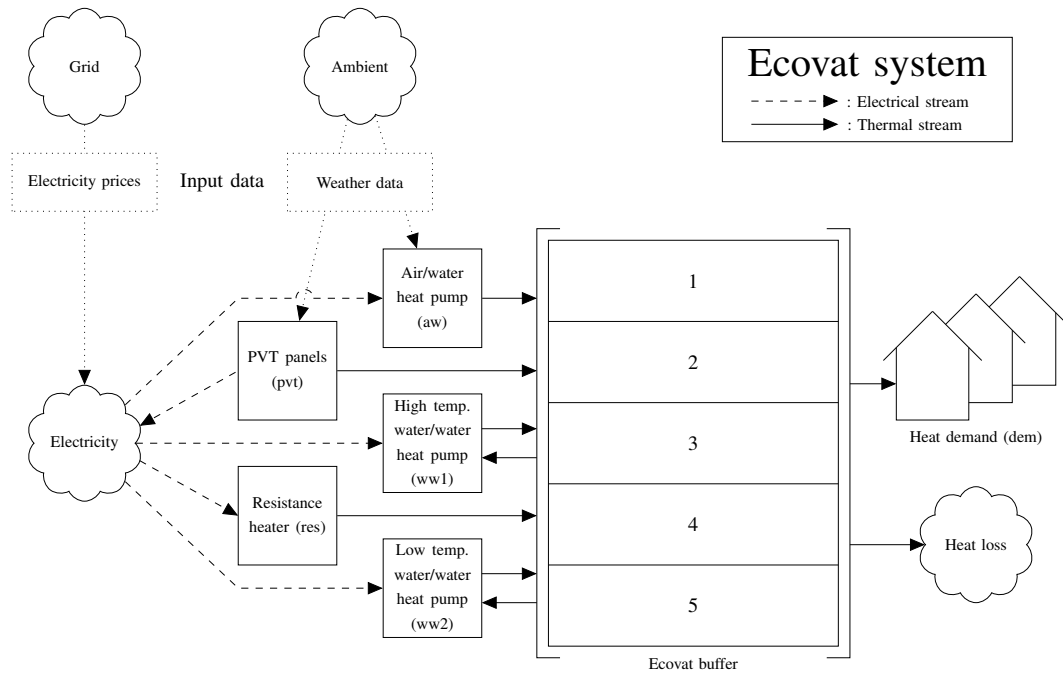 Grid
Ambient
Ecovat system
: Electrical stream
: Thermal stream
Electricity prices
Input data
Weather data
Air/water
heat pump
(aw)
1
PVT panels
(pvt)
2
High temp.
water/water
heat pump
(ww1)
3
Electricity
Heat demand (dem)
Resistance
heater (res)
4
Heat loss
Low temp.
water/water
heat pump
(ww2)
5
Ecovat buffer